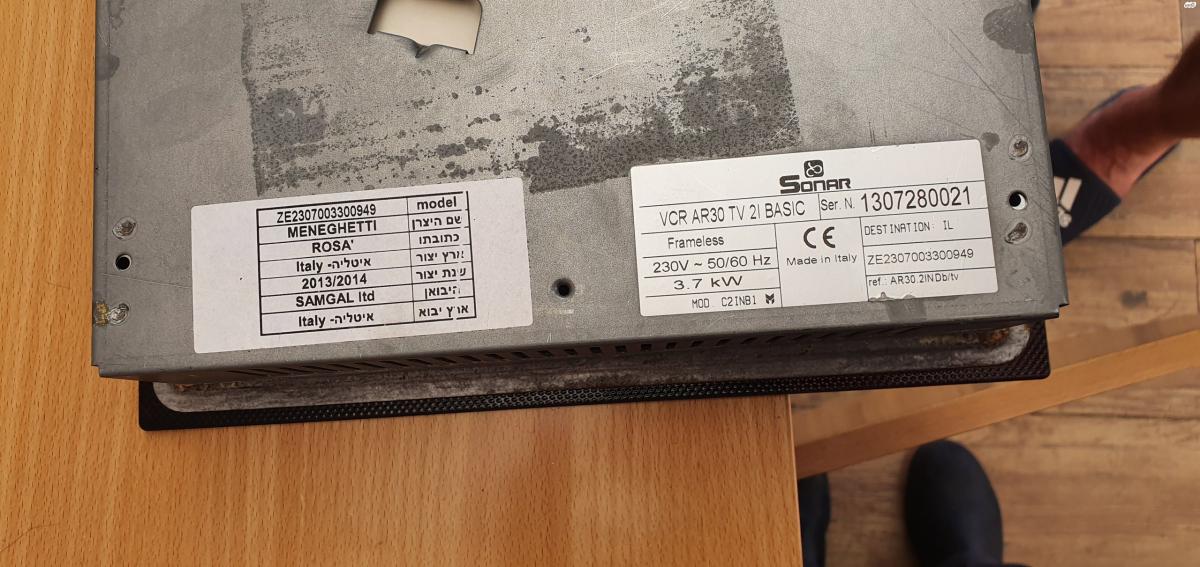 ZE2307003300949 model
MENEGHETTI שם היצרן
ROSA' כתובתו
Italy -איטליה ארץ יצור
2013/2014 שנת יצור
SAMGAL ltd היבואן
Italy -איטליה ארץ יבוא
SONAR
VCR AR30 TV 2I BASIC Ser. N. 1307280021
Frameless
230V ~ 50/60 Hz
3.7 kW
MOD C2INB1
CE
Made in Italy
DESTINATION: IL
ZE2307003300949
ref.: AR30.2INDb/tv